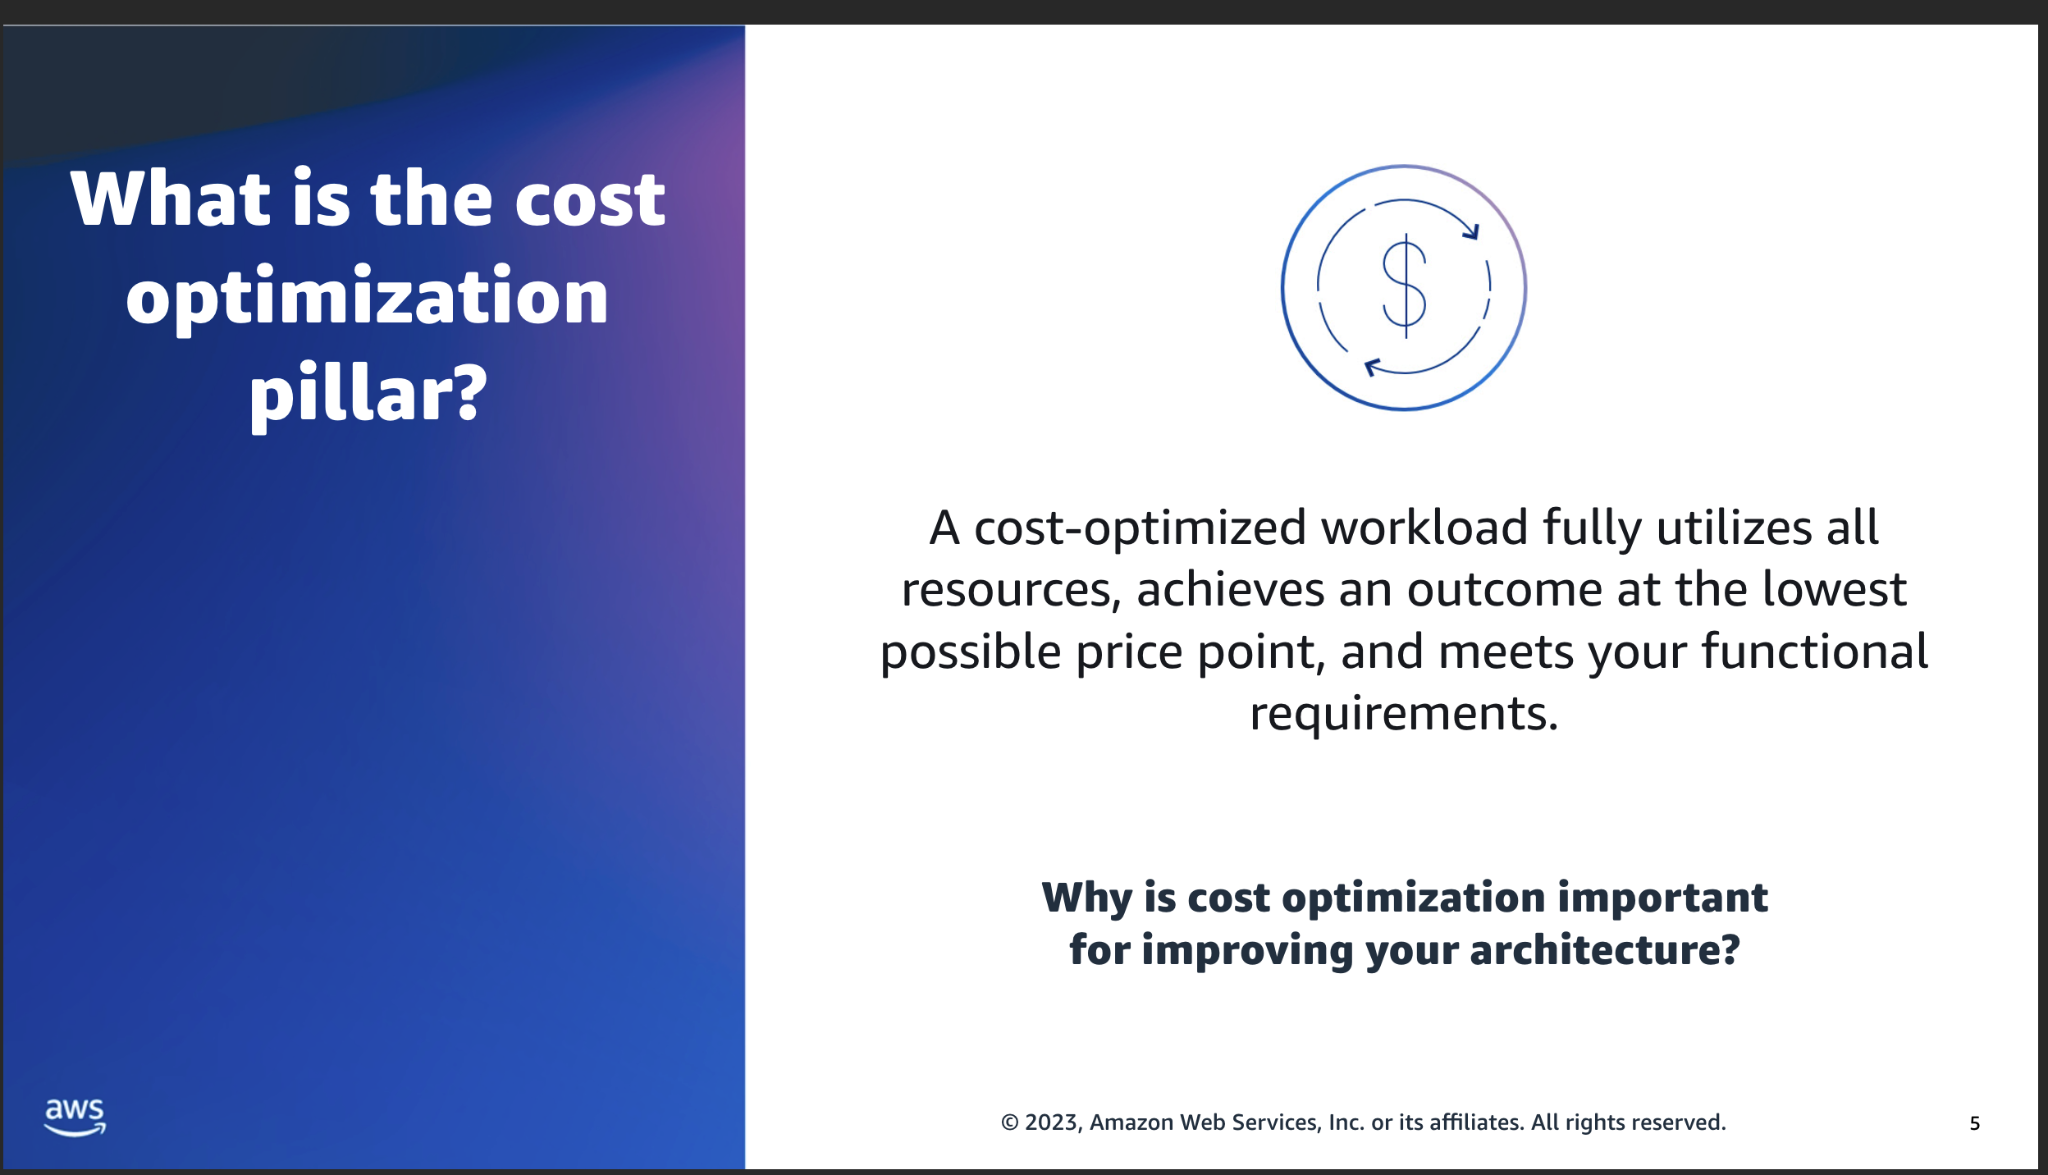 What is the cost
optimization
pillar?
$
A cost-optimized workload fully utilizes all
resources, achieves an outcome at the lowest
possible price point, and meets your functional
requirements.
Why is cost optimization important
for improving your architecture?
aws
© 2023, Amazon Web Services, Inc. or its affiliates. All rights reserved.
5